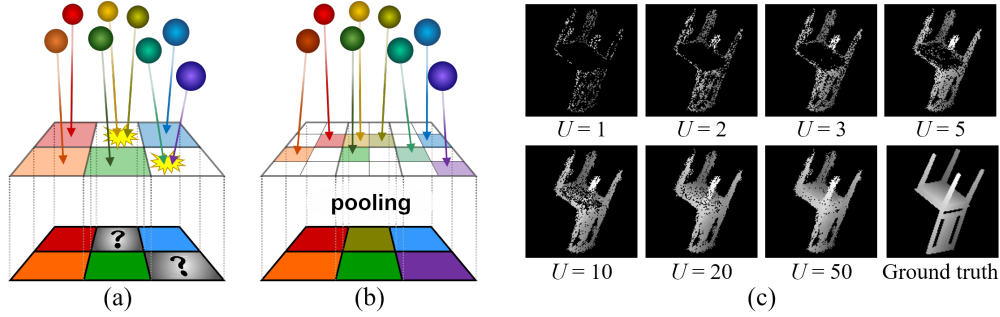 ? ?
pooling
(a)
(b)
U = 1
U = 2
U = 3
U = 5
U = 10
U = 20
U = 50
Ground truth
(c)